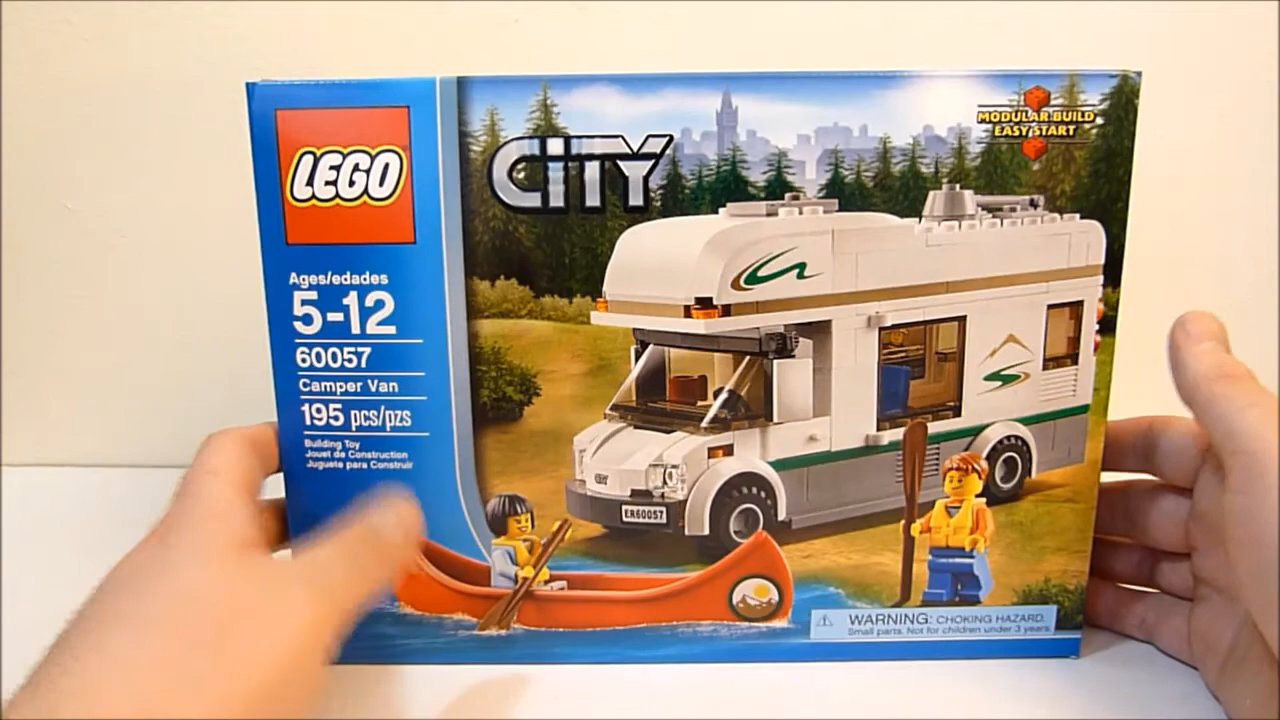 LEGO
CITY
MODULAR BUILD
EASY START
Ages/edades
5-12
60057
Camper Van
195 pcs/pzs
Building Toy
Jouet de Construction
Juguete para Construir
CITY
ER60057
WARNING: CHOKING HAZARD.
Small parts. Not for children under 3 years.